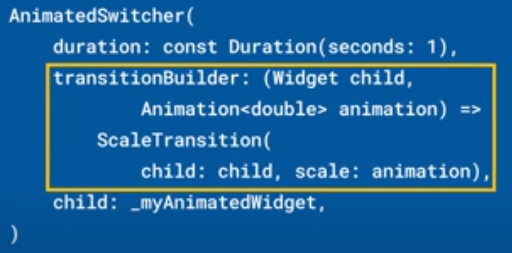 AnimatedSwitcher(
    duration: const Duration(seconds: 1),
    transitionBuilder: (Widget child,
            Animation<double> animation) =>
        ScaleTransition(
            child: child, scale: animation),
    child: _myAnimatedWidget,
)